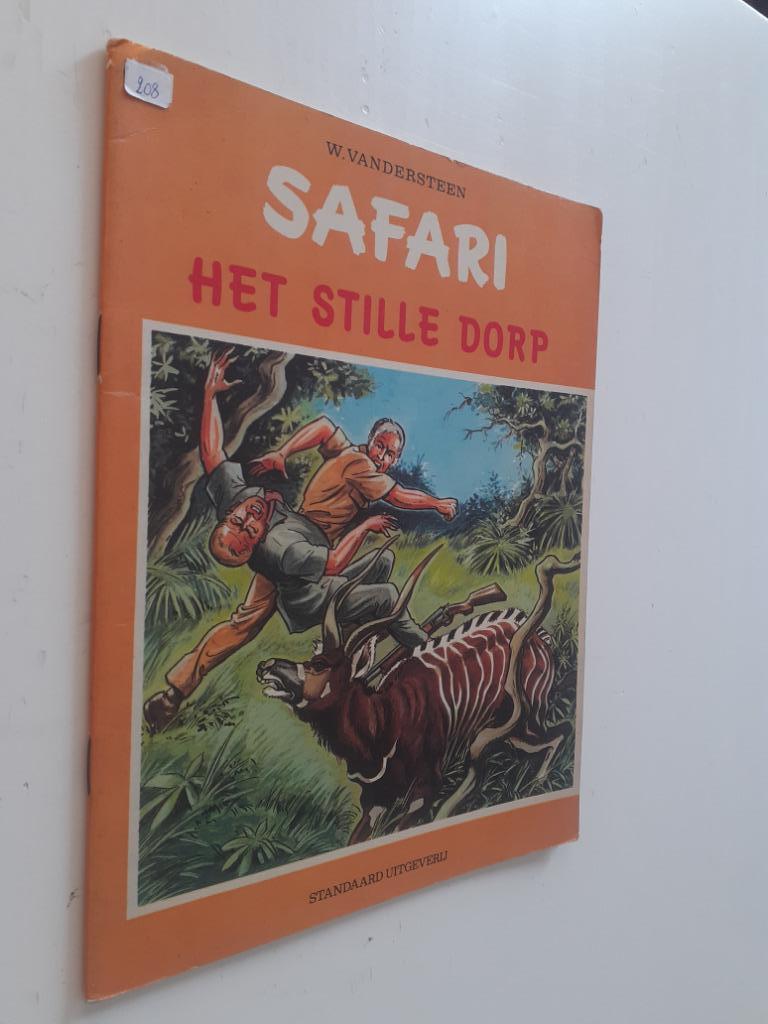 208
W. VANDERSTEEN
SAFARI
HET STILLE DORP
STANDAARD UITGEVERIJ